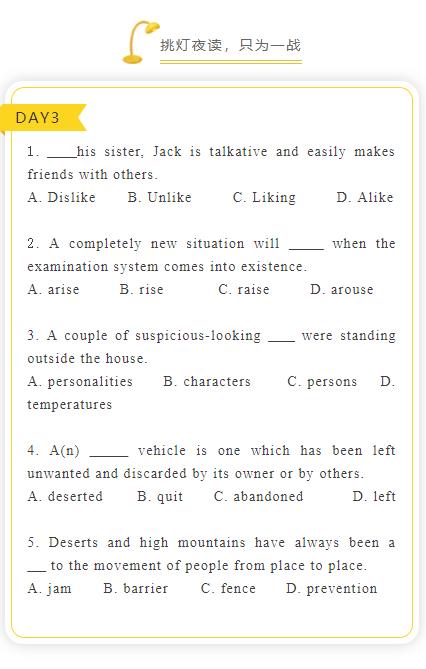 挑灯夜读，只为一战
DAY3
1. ____his sister, Jack is talkative and easily makes
friends with others.
A. Dislike B. Unlike C. Liking D. Alike
2. A completely new situation will _____ when the
examination system comes into existence.
A. arise B. rise C. raise D. arouse
3. A couple of suspicious-looking ____ were standing
outside the house.
A. personalities B. characters C. persons D.
temperatures
4. A(n) _____ vehicle is one which has been left
unwanted and discarded by its owner or by others.
A. deserted B. quit C. abandoned D. left
5. Deserts and high mountains have always been a
___ to the movement of people from place to place.
A. jam B. barrier C. fence D. prevention